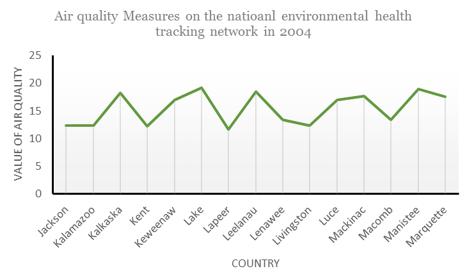 Air quality Measures on the natioanl environmental health
tracking network in 2004
VALUE OF AIR QUALITY
25
20
15
10
5
0
Jackson
Kalamazoo
Kalkaska
Kent
Keweenaw
Lake
Lapeer
Leelanau
Lenawee
Livingston
Luce
Mackinac
Macomb
Manistee
Marquette
COUNTRY